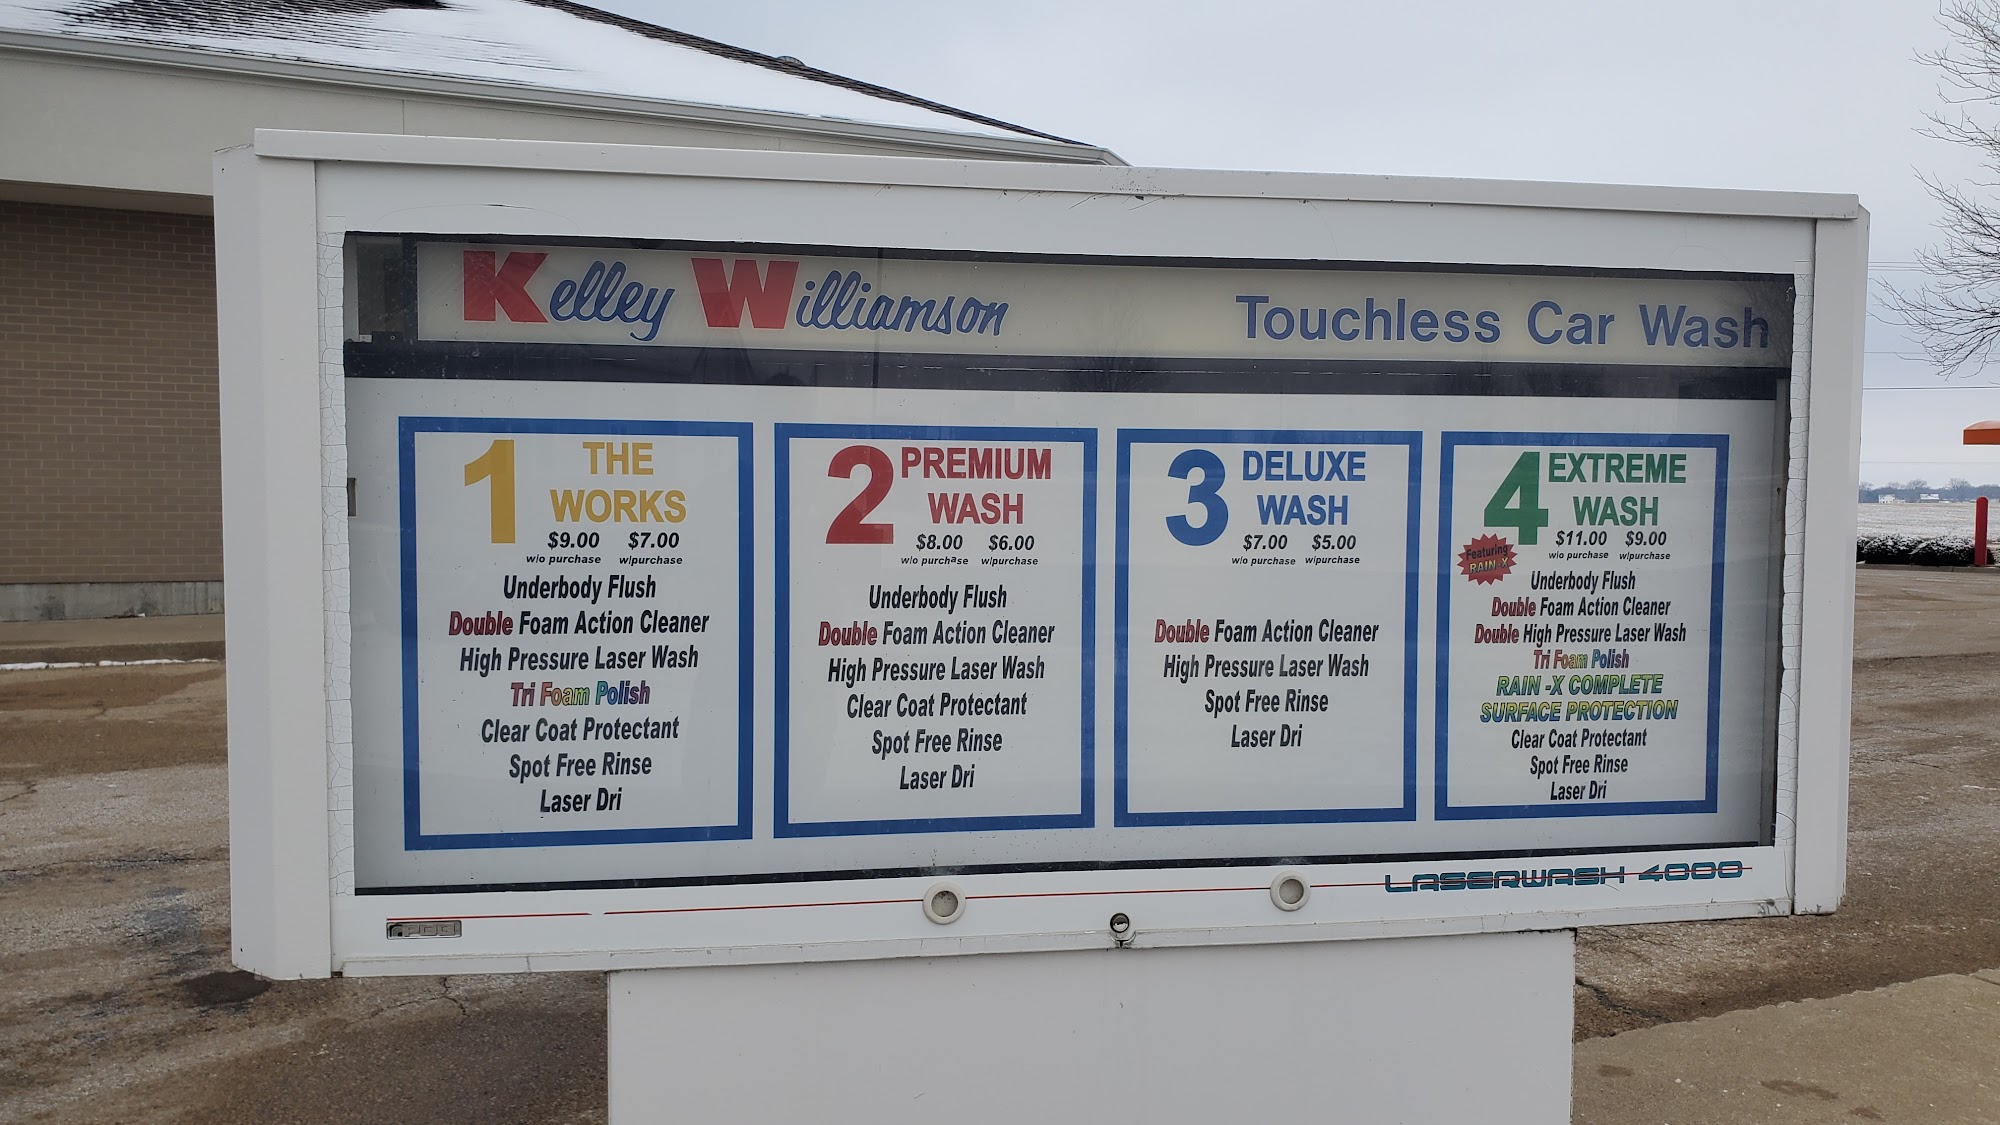 Kelley Williamson
Touchless Car Wash
1 THE
WORKS
$9.00 $7.00
w/o purchase w/purchase
Underbody Flush
Double Foam Action Cleaner
High Pressure Laser Wash
Tri Foam Polish
Clear Coat Protectant
Spot Free Rinse
Laser Dri
2 PREMIUM
WASH
$8.00 $6.00
w/o purchase w/purchase
Underbody Flush
Double Foam Action Cleaner
High Pressure Laser Wash
Clear Coat Protectant
Spot Free Rinse
Laser Dri
3 DELUXE
WASH
$7.00 $5.00
w/o purchase w/purchase
Double Foam Action Cleaner
High Pressure Laser Wash
Spot Free Rinse
Laser Dri
4 EXTREME
WASH
$11.00 $9.00
w/o purchase w/purchase
Featuring
RAIN-X
Underbody Flush
Double Foam Action Cleaner
Double High Pressure Laser Wash
Tri Foam Polish
RAIN -X COMPLETE
SURFACE PROTECTION
Clear Coat Protectant
Spot Free Rinse
Laser Dri
LASERWASH 4000